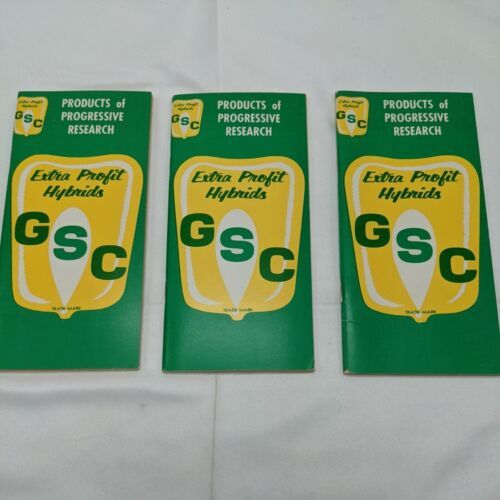 Extra Profit
Hybrids
GSC
PRODUCTS of
PROGRESSIVE
RESEARCH
Extra Profit
Hybrids
GSC
TRADE MARK
Extra Profit
Hybrids
GSC
PRODUCTS of
PROGRESSIVE
RESEARCH
Extra Profit
Hybrids
GSC
TRADE MARK
Extra Profit
Hybrids
GSC
PRODUCTS of
PROGRESSIVE
RESEARCH
Extra Profit
Hybrids
GSC
TRADE MARK